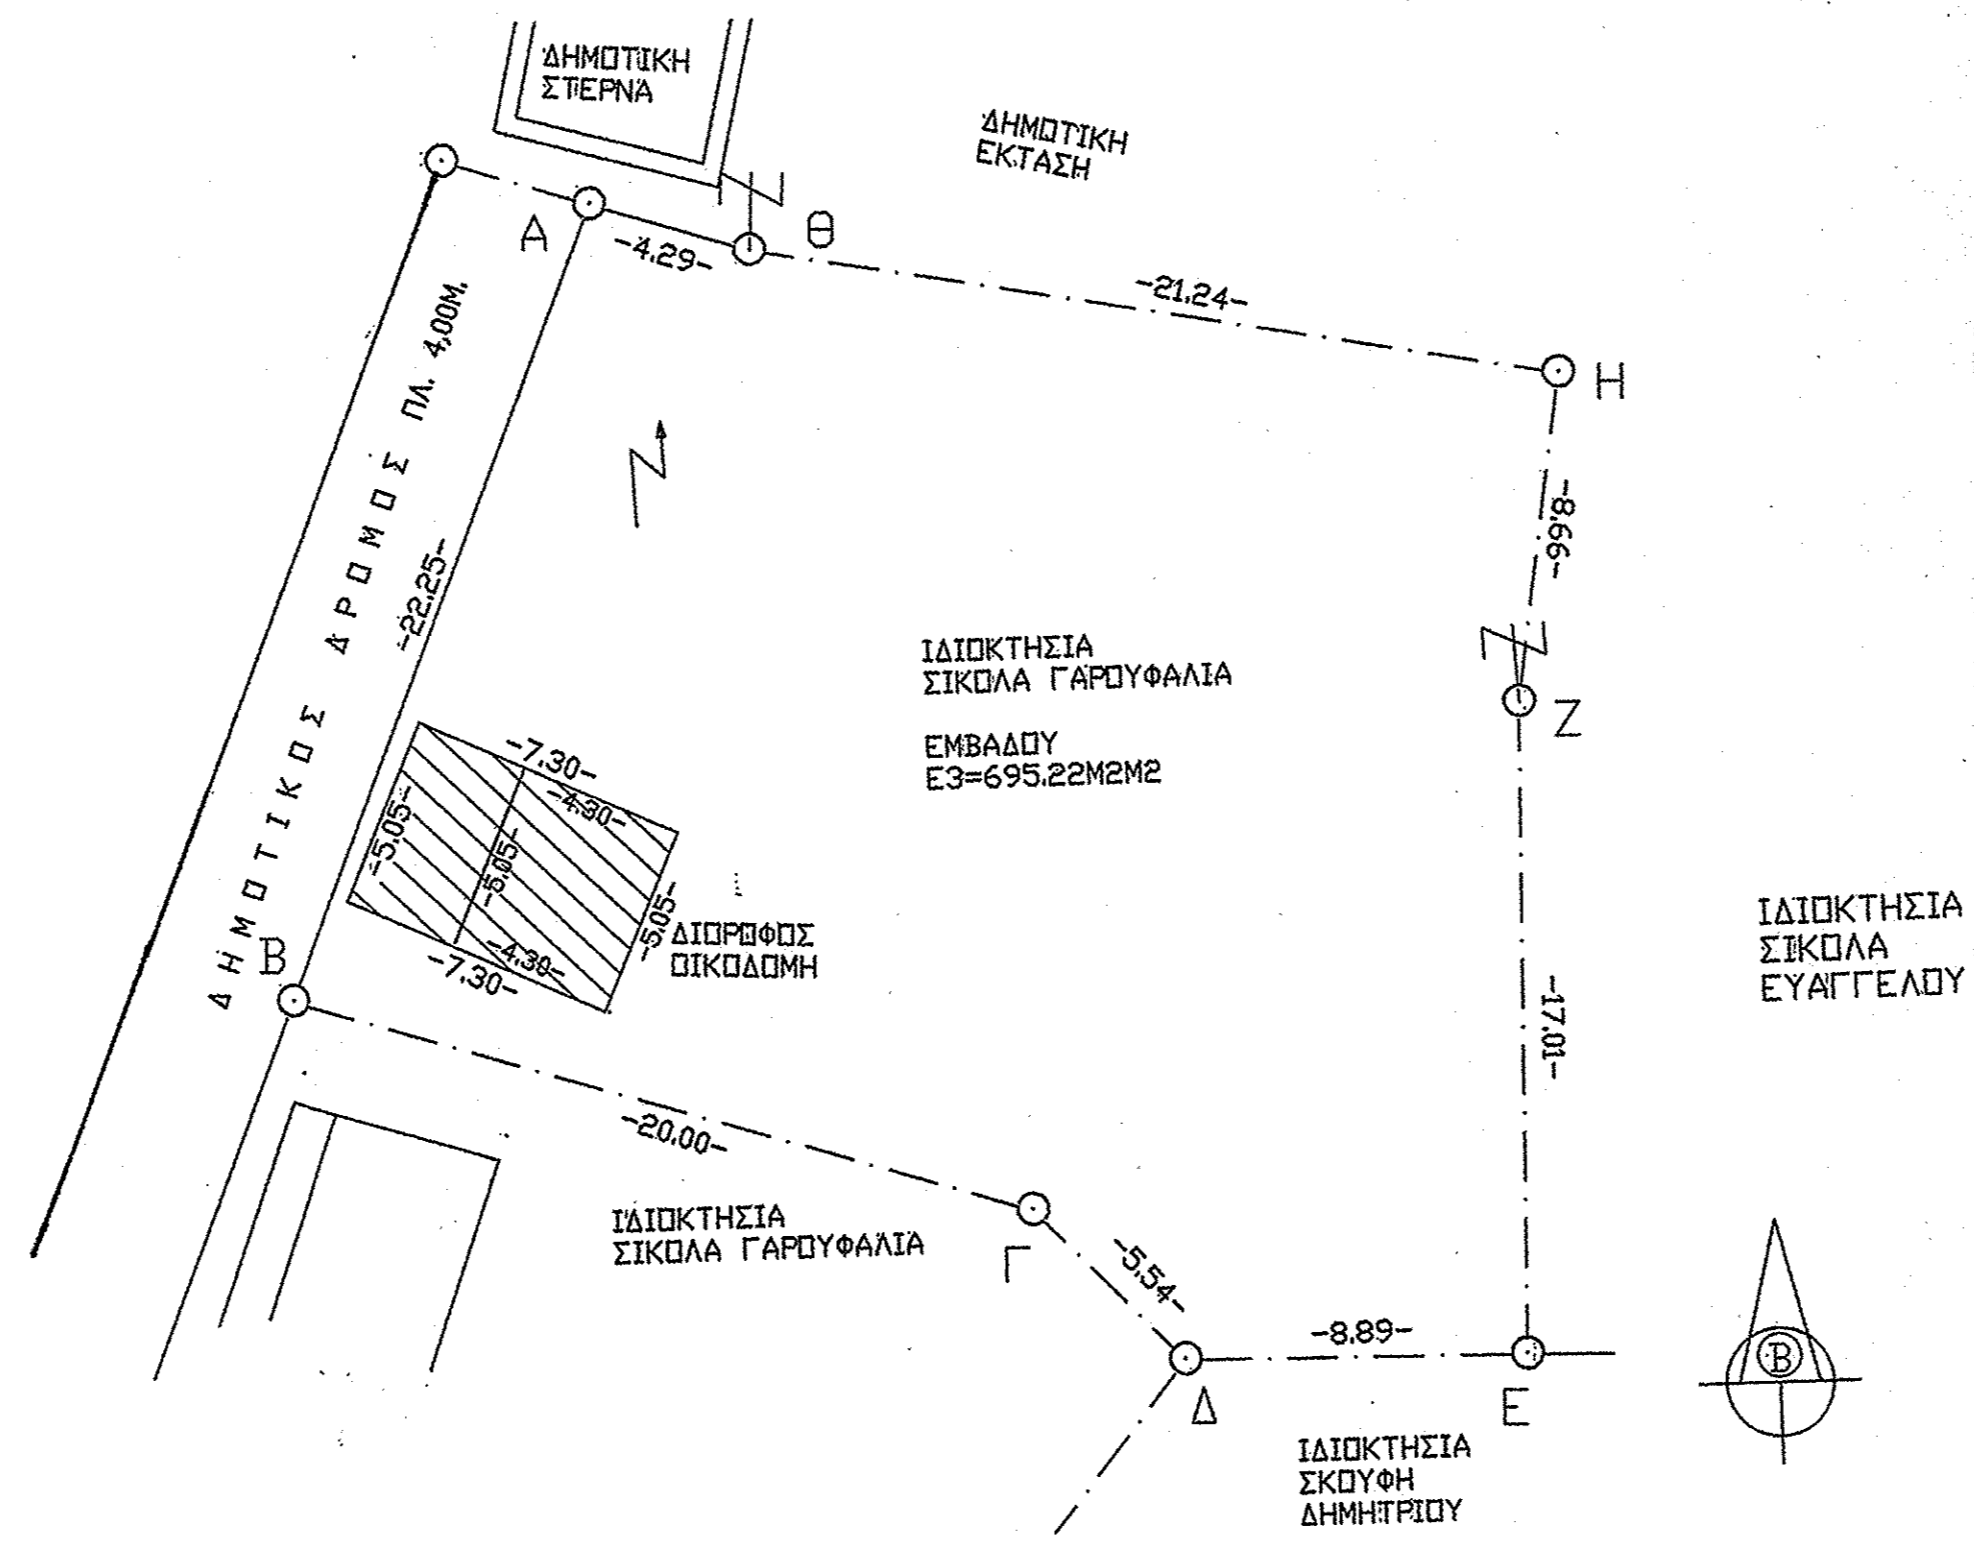 ΔΗΜΟΤΙΚΗ
ΣΤΕΡΝΑ
ΔΗΜΟΤΙΚΗ
ΕΚΤΑΣΗ
Α
-4.29-
Θ
-21.24-
Η
ΔΗΜΟΤΙΚΟΣ ΔΡΟΜΟΣ ΠΛ. 4,00Μ.
-22.25-
-8.66-
Ζ
ΙΔΙΟΚΤΗΣΙΑ
ΣΙΚΟΛΑ ΓΑΡΟΥΦΑΛΙΑ
ΕΜΒΑΔΟΥ
Ε3=695.22Μ2Μ2
-7.30-
-4.30-
-5.05-
-5.05-
-5.05-
-4.30-
-7.30-
ΔΙΟΡΟΦΟΣ
ΟΙΚΟΔΟΜΗ
Β
ΙΔΙΟΚΤΗΣΙΑ
ΣΙΚΟΛΑ
ΕΥΑΓΓΕΛΟΥ
-17.01-
-20.00-
ΙΔΙΟΚΤΗΣΙΑ
ΣΙΚΟΛΑ ΓΑΡΟΥΦΑΛΙΑ
Γ
-5.54-
-8.89-
Δ
Ε
Β
ΙΔΙΟΚΤΗΣΙΑ
ΣΚΟΥΦΗ
ΔΗΜΗΤΡΙΟΥ